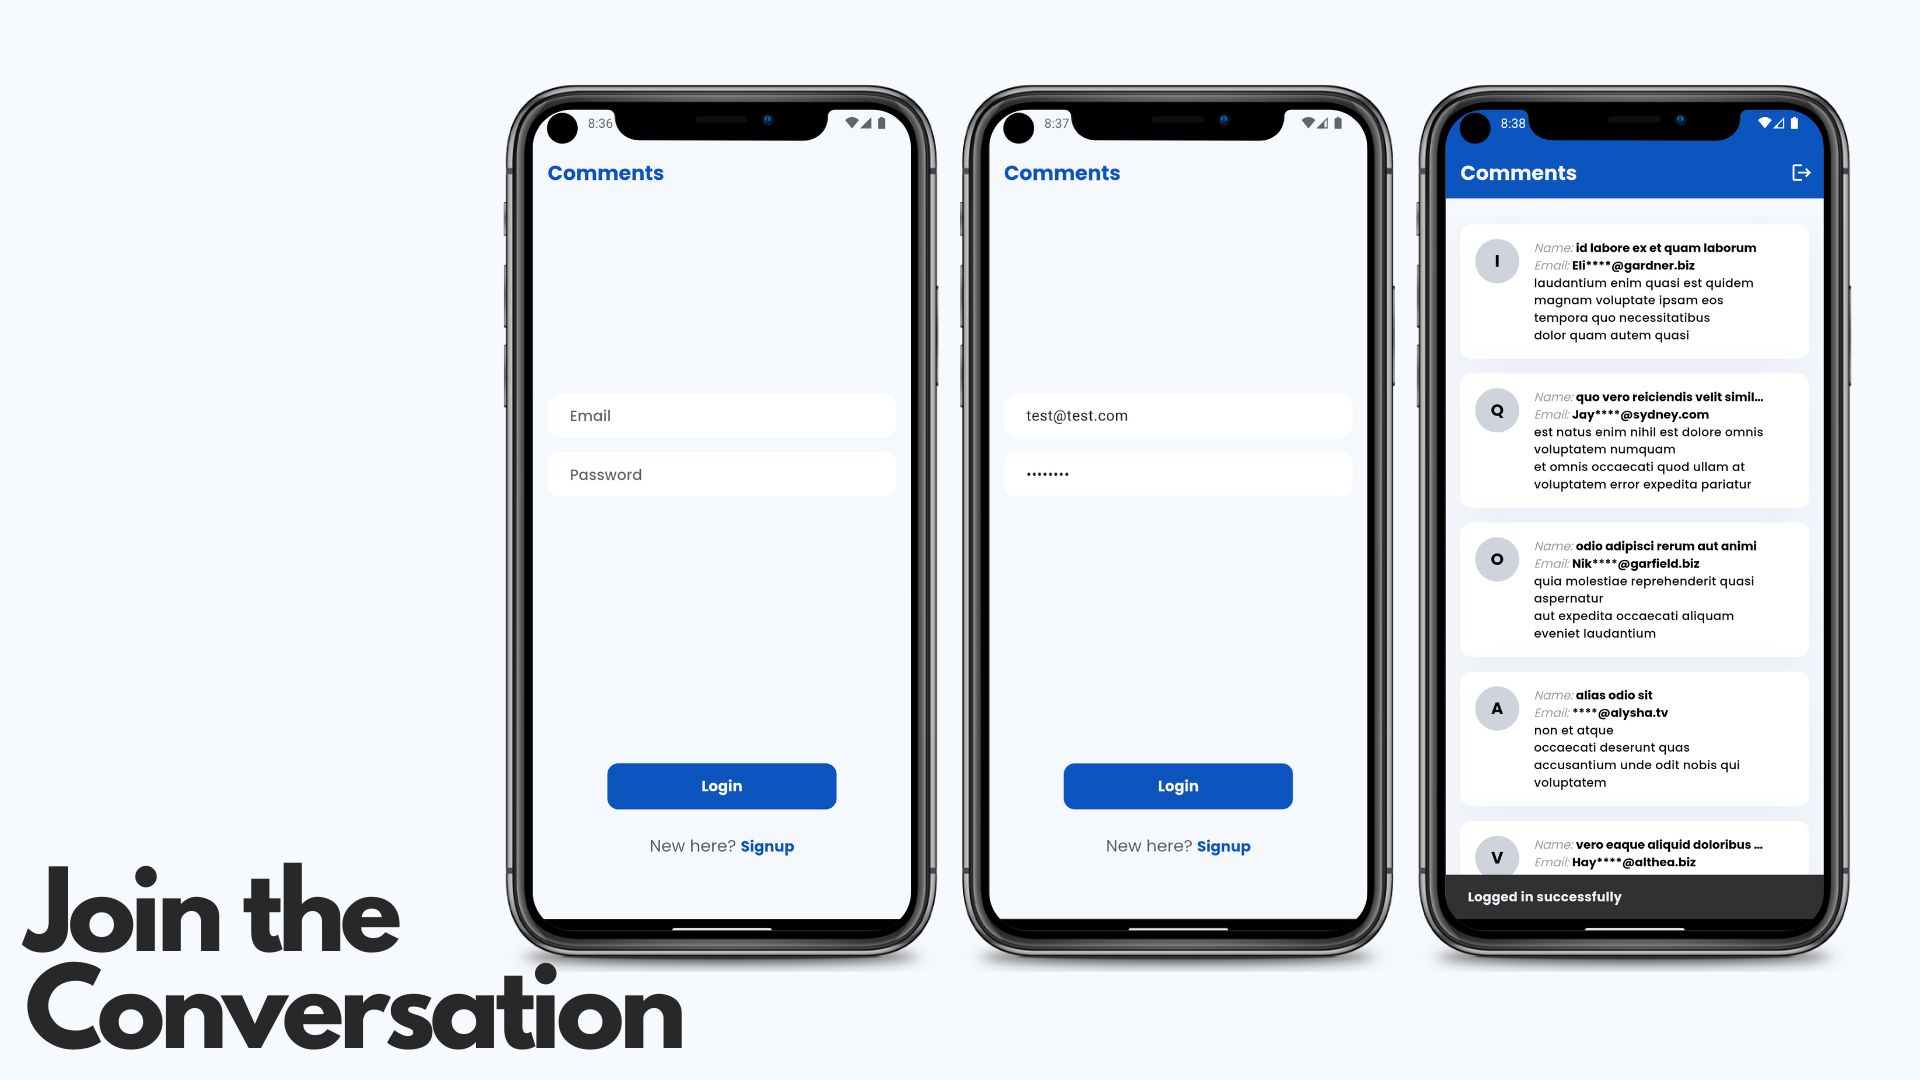 8:36
Comments
Email
Password
Login
New here? Signup
8:37
Comments
test@test.com
••••••••
Login
New here? Signup
8:38
Comments
I
Name: id labore ex et quam laborum
Email: Eli****@gardner.biz
laudantium enim quasi est quidem
magnam voluptate ipsam eos
tempora quo necessitatibus
dolor quam autem quasi
Q
Name: quo vero reiciendis velit simil...
Email: Jay****@sydney.com
est natus enim nihil est dolore omnis
voluptatem numquam
et omnis occaecati quod ullam at
voluptatem error expedita pariatur
O
Name: odio adipisci rerum aut animi
Email: Nik****@garfield.biz
quia molestiae reprehenderit quasi
aspernatur
aut expedita occaecati aliquam
eveniet laudantium
A
Name: alias odio sit
Email: ****@alysha.tv
non et atque
occaecati deserunt quas
accusantium unde odit nobis qui
voluptatem
V
Name: vero eaque aliquid doloribus ...
Email: Hay****@althea.biz
Logged in successfully
Join the
Conversation